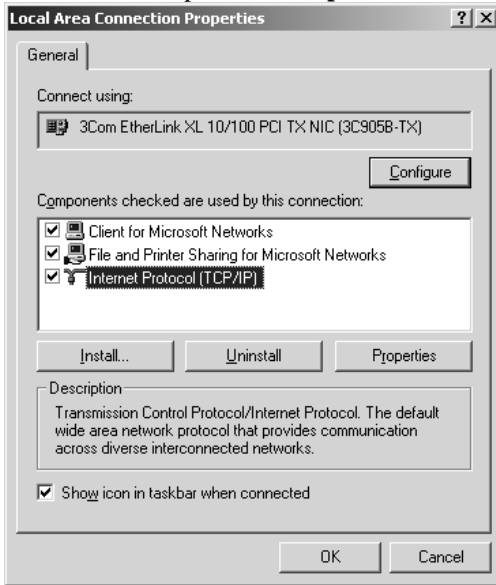 Local Area Connection Properties
General
Connect using:
3Com EtherLink XL 10/100 PCI TX NIC (3C905B-TX)
Configure
Components checked are used by this connection:
Client for Microsoft Networks
File and Printer Sharing for Microsoft Networks
Internet Protocol (TCP/IP)
Install... Uninstall Properties
Description
Transmission Control Protocol/Internet Protocol. The default
wide area network protocol that provides communication
across diverse interconnected networks.
Show icon in taskbar when connected
OK Cancel